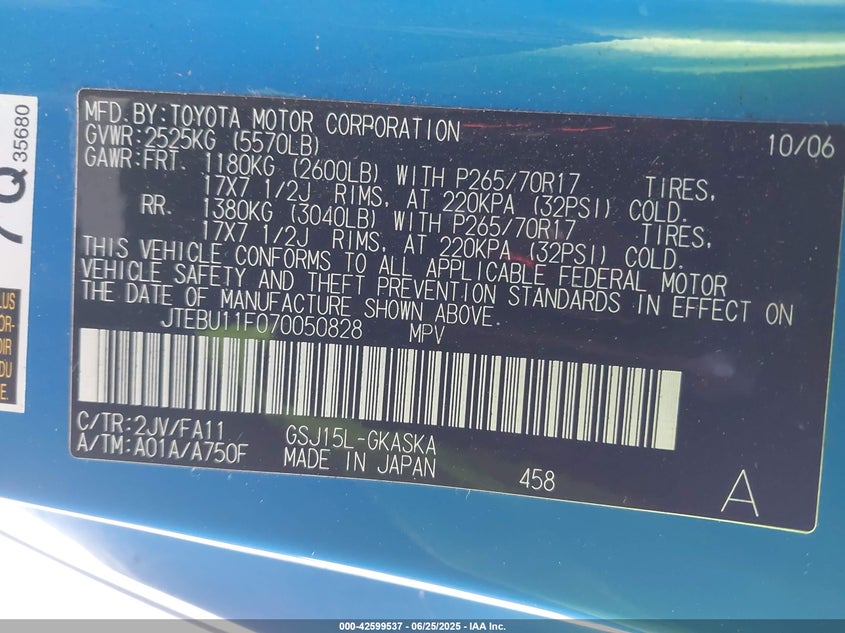 MFD.BY:TOYOTA MOTOR CORPORATION 10/06
GVWR:2525KG (5570LB)
GAWR:FRT. 1180KG (2600LB) WITH P265/70R17 TIRES,
17X7 1/2J RIMS, AT 220KPA (32PSI) COLD.
RR. 1380KG (3040LB) WITH P265/70R17 TIRES,
17X7 1/2J RIMS, AT 220KPA (32PSI) COLD.
THIS VEHICLE CONFORMS TO ALL APPLICABLE FEDERAL MOTOR
VEHICLE SAFETY AND THEFT PREVENTION STANDARDS IN EFFECT ON
THE DATE OF MANUFACTURE SHOWN ABOVE
JTEBU11F070050828 MPV
C/TR:2JV/FA11 GSJ15L-GKASKA
A/TM:A01A/A750F MADE IN JAPAN 458 A
Q 35680
LUS
OR-
DIR
DU
E.
000-42599537 - 06/25/2025 - IAA Inc.